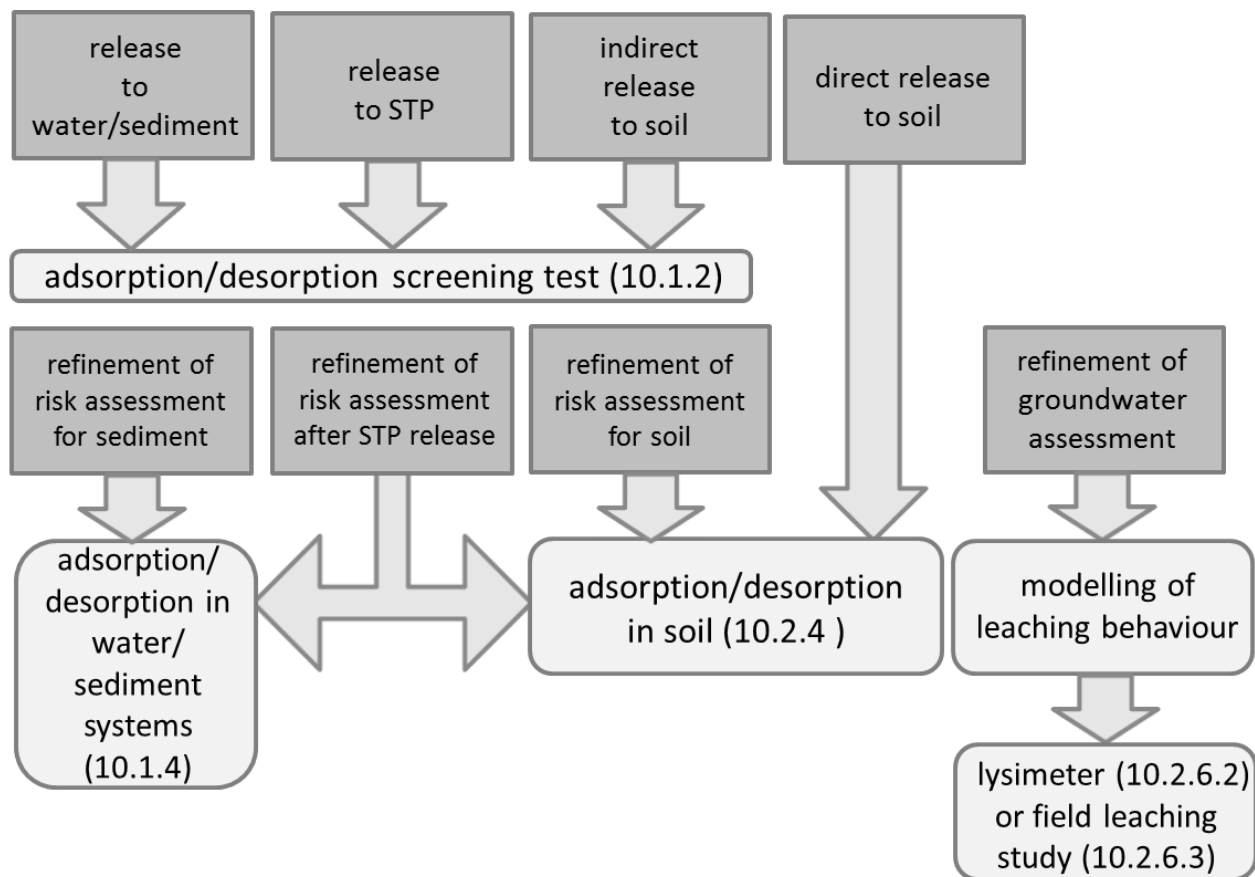 release
to
water/sediment
release
to STP
indirect
release
to soil
direct release
to soil
adsorption/desorption screening test (10.1.2)
refinement of
risk assessment
for sediment
refinement of
risk assessment
after STP release
refinement of
risk assessment
for soil
refinement of
groundwater
assessment
adsorption/
desorption in
water/
sediment
systems
(10.1.4)
adsorption/desorption
in soil (10.2.4 )
modelling of
leaching behaviour
lysimeter (10.2.6.2)
or field leaching
study (10.2.6.3)